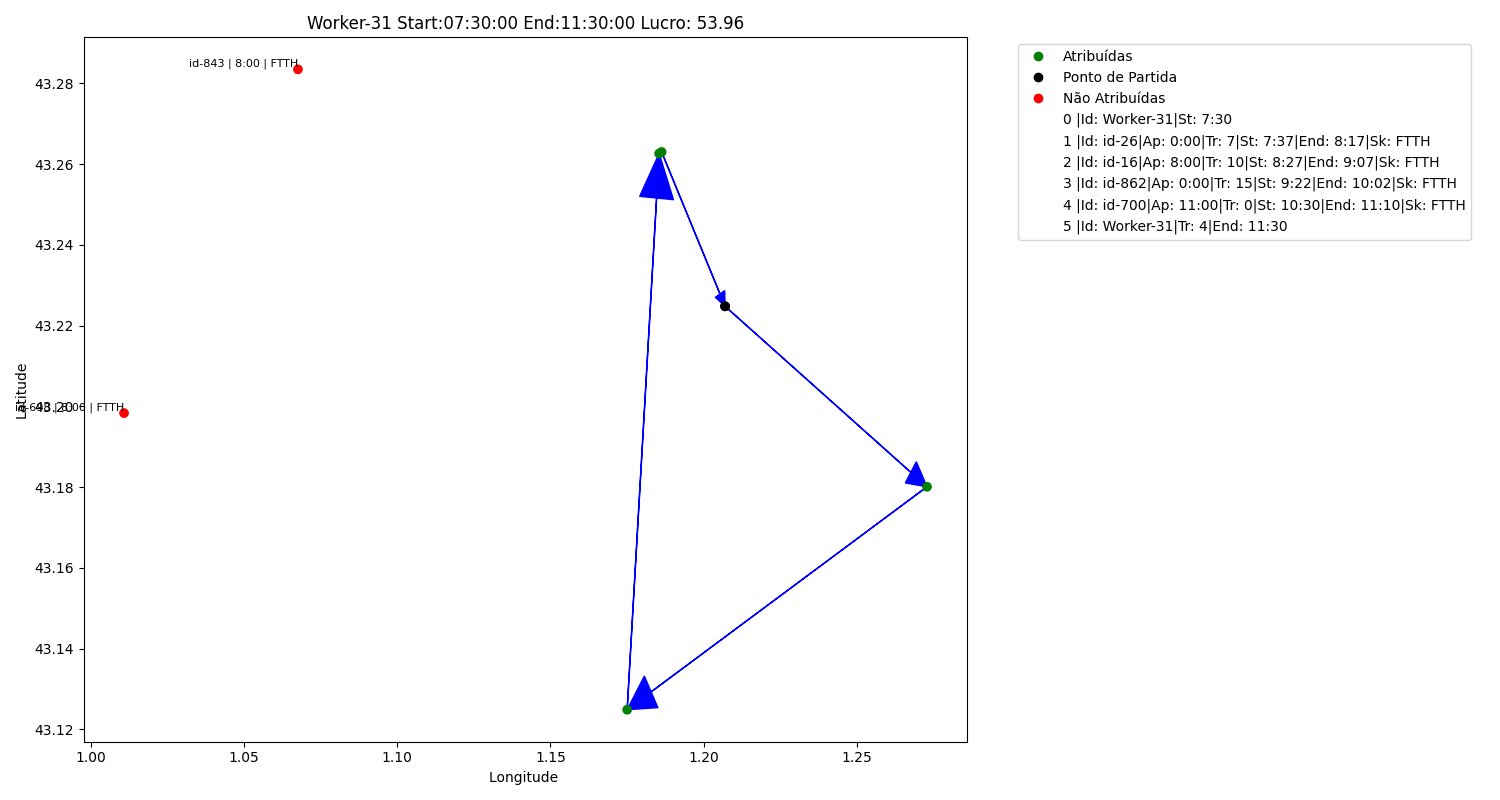 Worker-31 Start:07:30:00 End:11:30:00 Lucro: 53.96
43.28
43.26
43.24
43.22
43.20
43.18
43.16
43.14
43.12
Latitude
id-843 | 8:00 | FTTH
| FTTH
1.00
1.05
1.10
1.15
1.20
1.25
Longitude
Atribuídas
Ponto de Partida
Não Atribuídas
0 |Id: Worker-31|St: 7:30
1 |Id: id-26|Ap: 0:00|Tr: 7|St: 7:37|End: 8:17|Sk: FTTH
2 |Id: id-16|Ap: 8:00|Tr: 10|St: 8:27|End: 9:07|Sk: FTTH
3 |Id: id-862|Ap: 0:00|Tr: 15|St: 9:22|End: 10:02|Sk: FTTH
4 |Id: id-700|Ap: 11:00|Tr: 0|St: 10:30|End: 11:10|Sk: FTTH
5 |Id: Worker-31|Tr: 4|End: 11:30